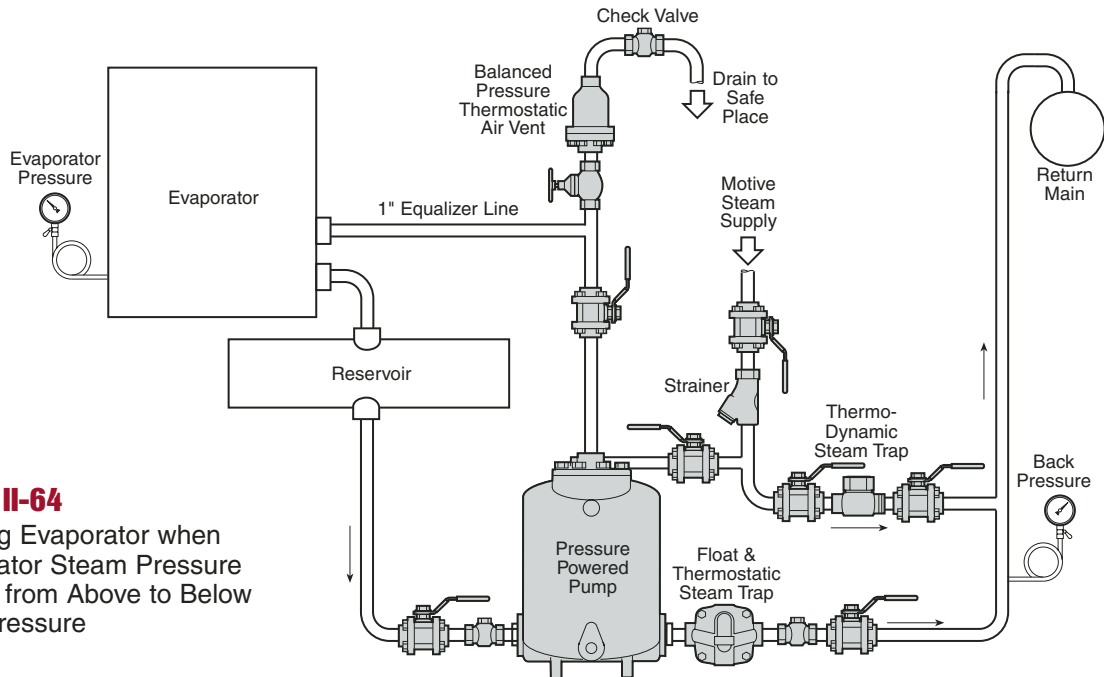 Check Valve
Balanced
Pressure
Thermostatic
Air Vent
Drain to
Safe
Place
Evaporator
Pressure
Evaporator
1" Equalizer Line
Motive
Steam
Supply
Return
Main
Reservoir
Strainer
Thermo-
Dynamic
Steam Trap
Back
Pressure
Pressure
Powered
Pump
Float &
Thermostatic
Steam Trap
II-64
g Evaporator when
ator Steam Pressure
from Above to Below
ressure